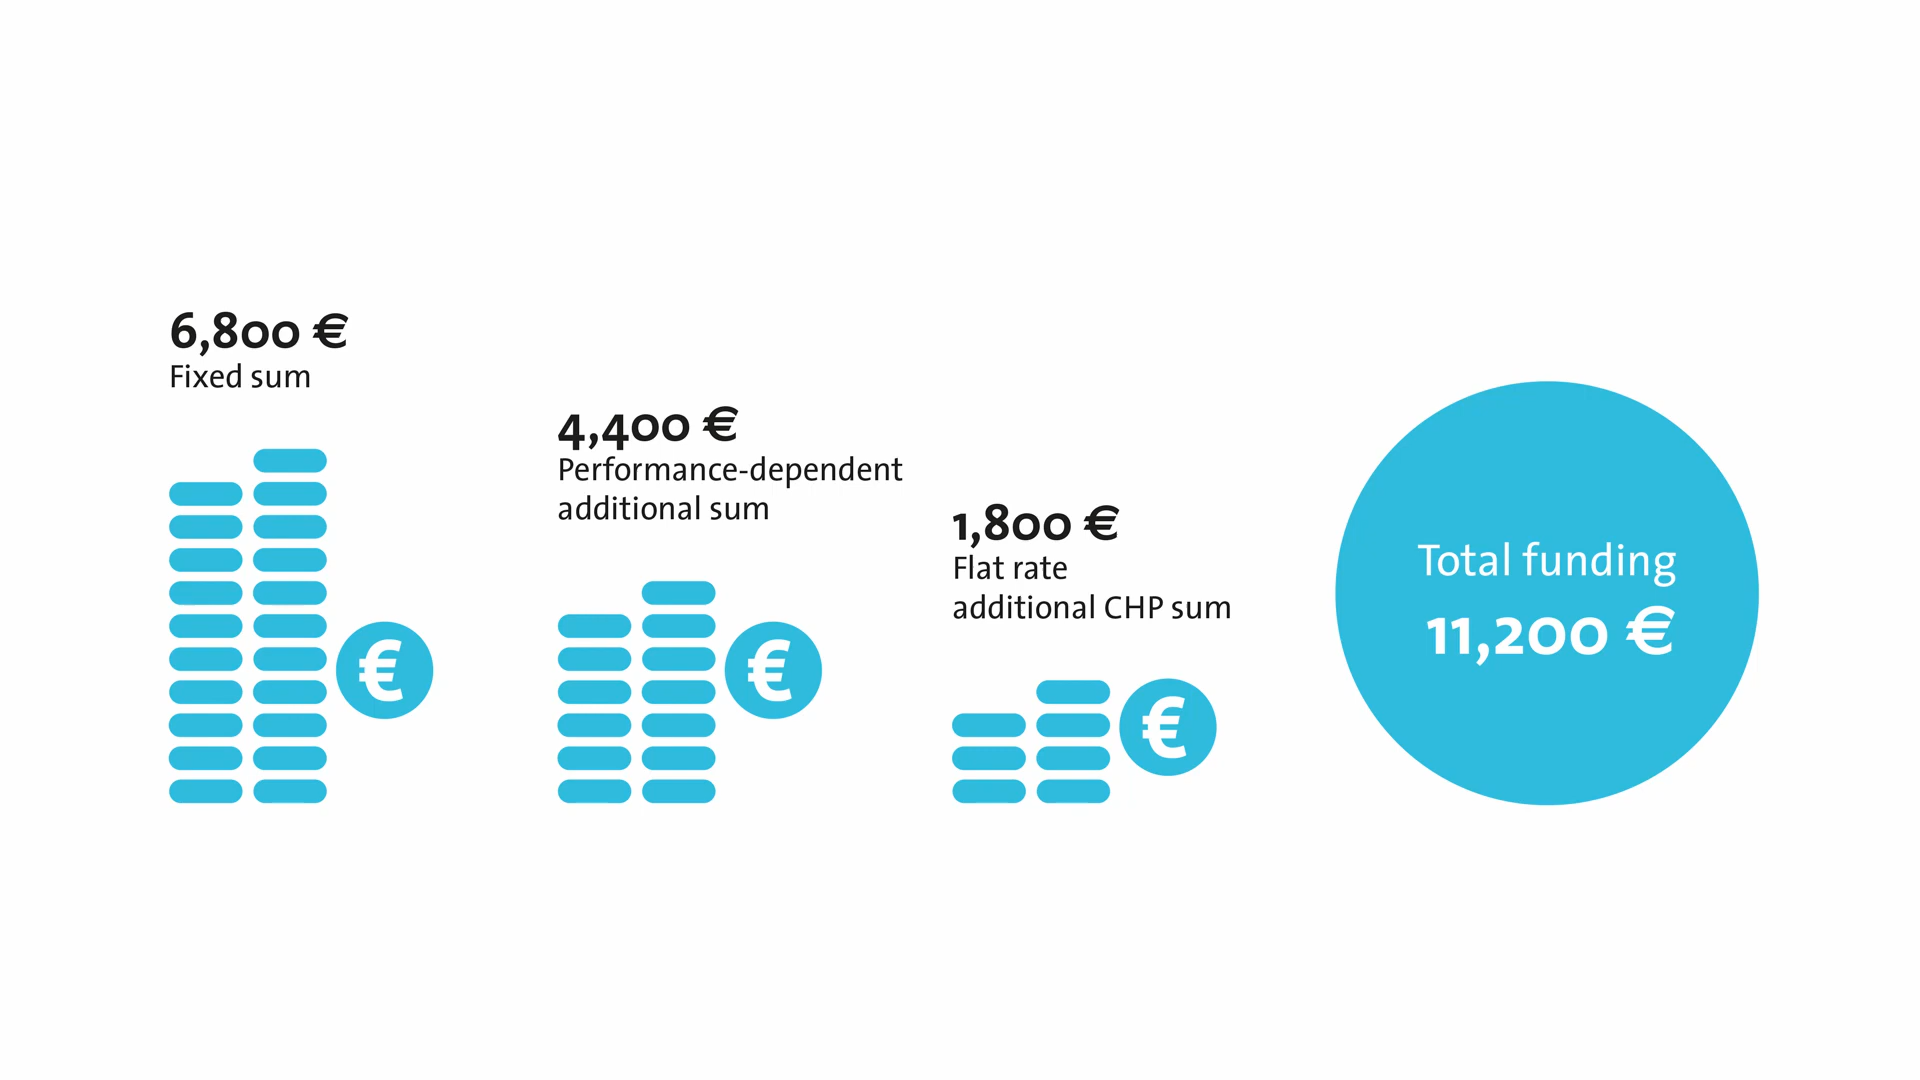 6,800 €
Fixed sum
4,400 €
Performance-dependent
additional sum
1,800 €
Flat rate
additional CHP sum
€
€
€
Total funding
11,200 €